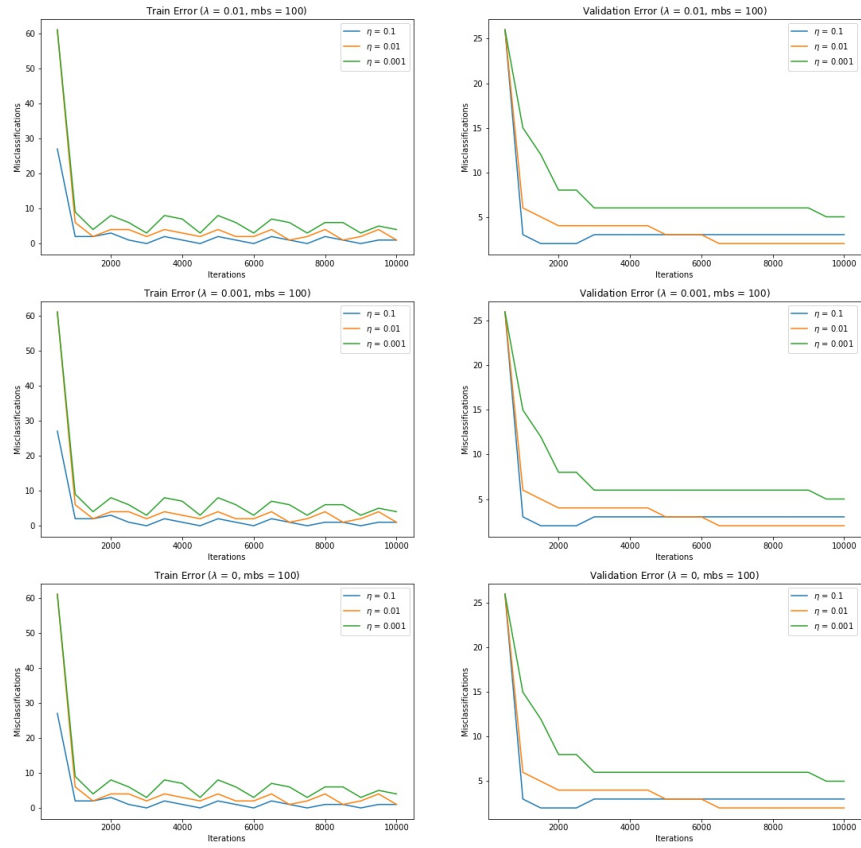 Train Error (λ = 0.01, mbs = 100)
Misclassifications
60
50
40
30
20
10
0
2000 4000 6000 8000 10000
Iterations
η = 0.1
η = 0.01
η = 0.001
Validation Error (λ = 0.01, mbs = 100)
Misclassifications
25
20
15
10
5
2000 4000 6000 8000 10000
Iterations
η = 0.1
η = 0.01
η = 0.001
Train Error (λ = 0.001, mbs = 100)
Misclassifications
60
50
40
30
20
10
0
2000 4000 6000 8000 10000
Iterations
η = 0.1
η = 0.01
η = 0.001
Validation Error (λ = 0.001, mbs = 100)
Misclassifications
25
20
15
10
5
2000 4000 6000 8000 10000
Iterations
η = 0.1
η = 0.01
η = 0.001
Train Error (λ = 0, mbs = 100)
Misclassifications
60
50
40
30
20
10
0
2000 4000 6000 8000 10000
Iterations
η = 0.1
η = 0.01
η = 0.001
Validation Error (λ = 0, mbs = 100)
Misclassifications
25
20
15
10
5
2000 4000 6000 8000 10000
Iterations
η = 0.1
η = 0.01
η = 0.001